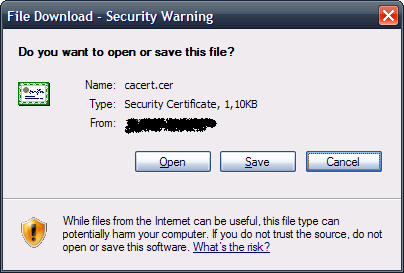 File Download - Security Warning
Do you want to open or save this file?
Name: cacert.cer
Type: Security Certificate, 1,10KB
From:
Open Save Cancel
While files from the Internet can be useful, this file type can
potentially harm your computer. If you do not trust the source, do not
open or save this software. What's the risk?